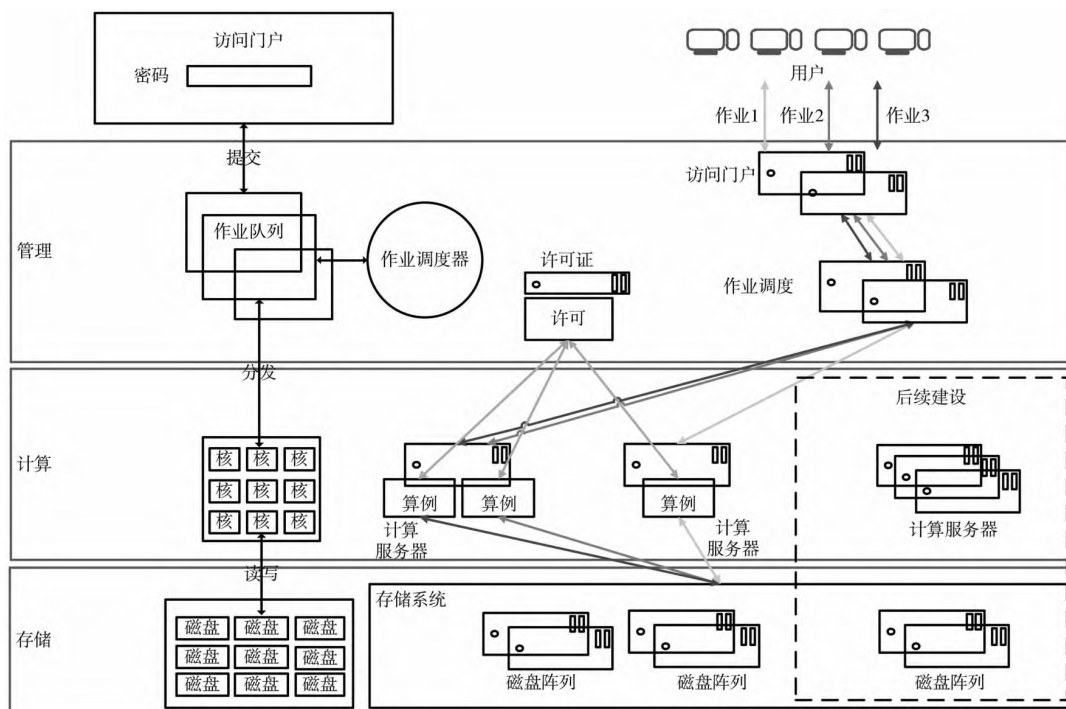 访问门户
密码
用户
作业1
作业2
作业3
提交
访问门户
管理
作业队列
作业调度器
许可证
许可
作业调度
分发
后续建设
计算
核 核 核
核 核 核
核 核 核
算例
算例
算例
计算
服务器
计算
服务器
计算服务器
读写
存储
磁盘 磁盘 磁盘
磁盘 磁盘 磁盘
磁盘 磁盘 磁盘
存储系统
磁盘阵列
磁盘阵列
磁盘阵列